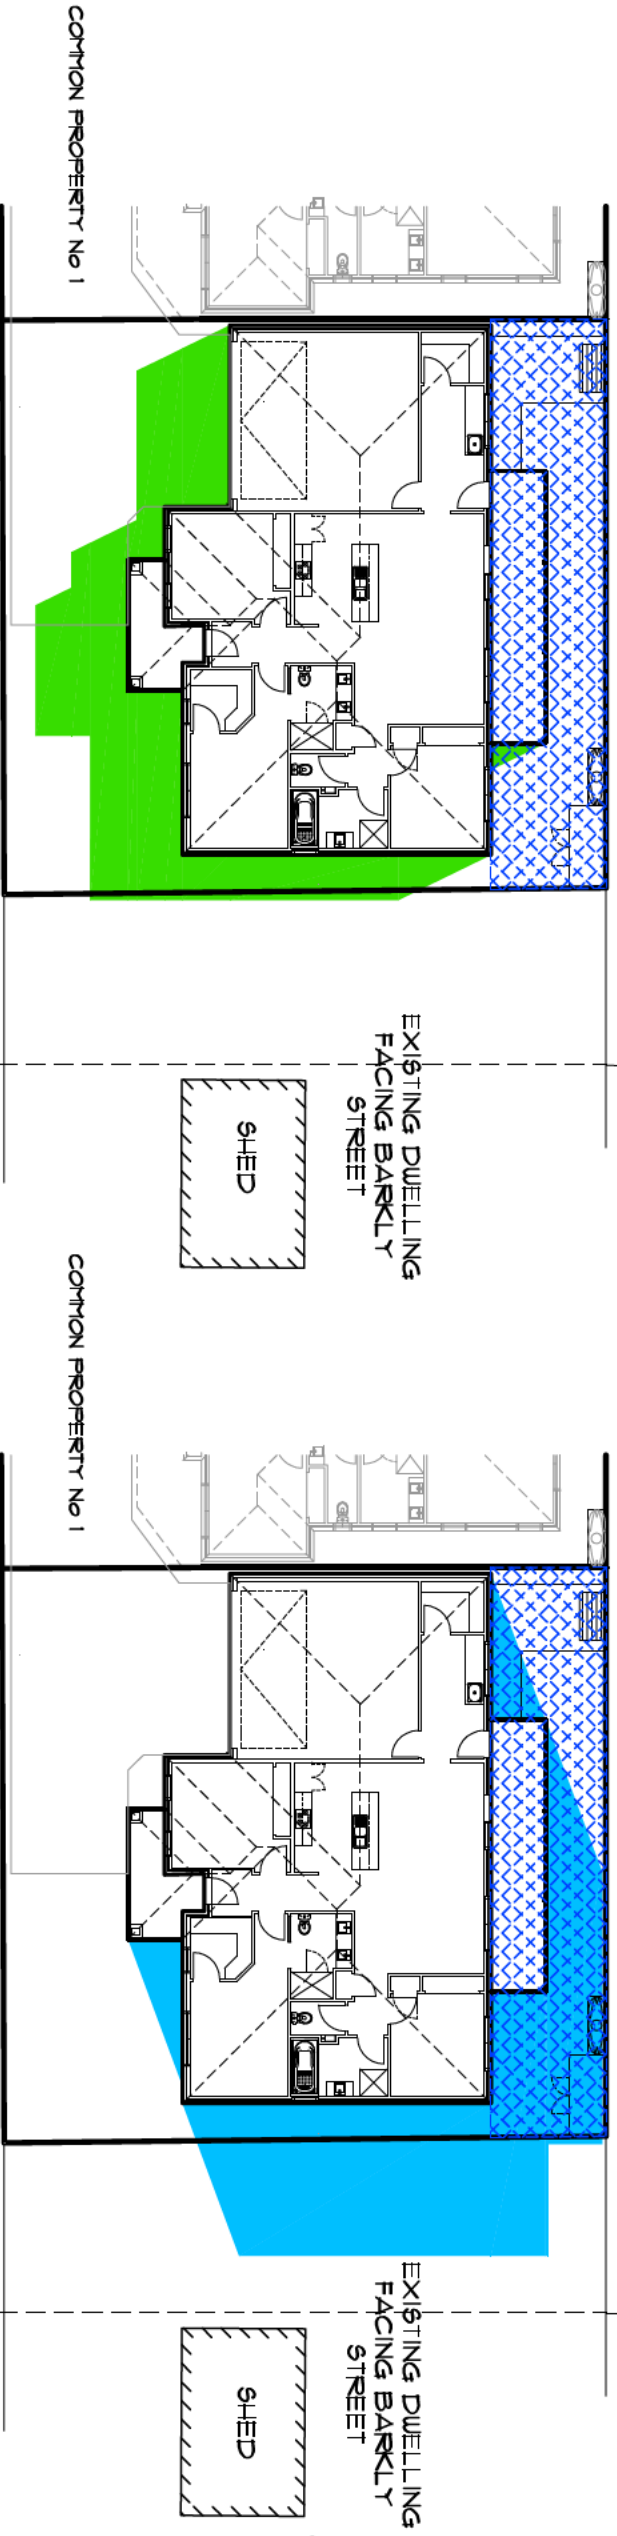 COMMON PROPERTY No 1
EXISTING DWELLING
FACING BARKLY
STREET
SHED
COMMON PROPERTY No 1
EXISTING DWELLING
FACING BARKLY
STREET
SHED